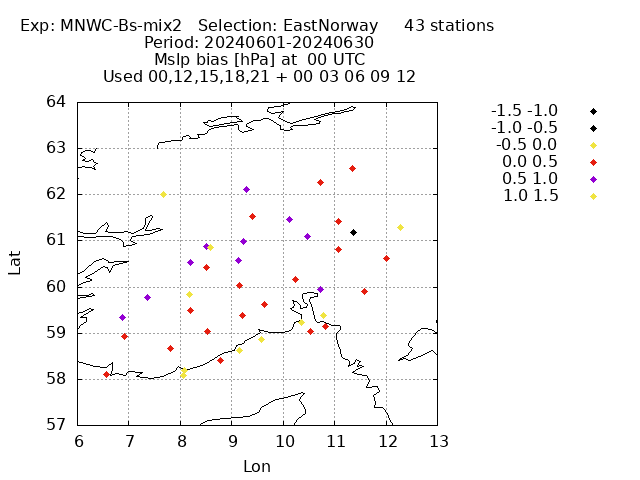 Exp: MNWC-Bs-mix2 Selection: EastNorway 43 stations
Period: 20240601-20240630
Mslp bias [hPa] at 00 UTC
Used 00,12,15,18,21 + 00 03 06 09 12
64
63
62
61
60
59
58
57
6 7 8 9 10 11 12 13
Lat
Lon
-1.5 -1.0
-1.0 -0.5
-0.5 0.0
0.0 0.5
0.5 1.0
1.0 1.5